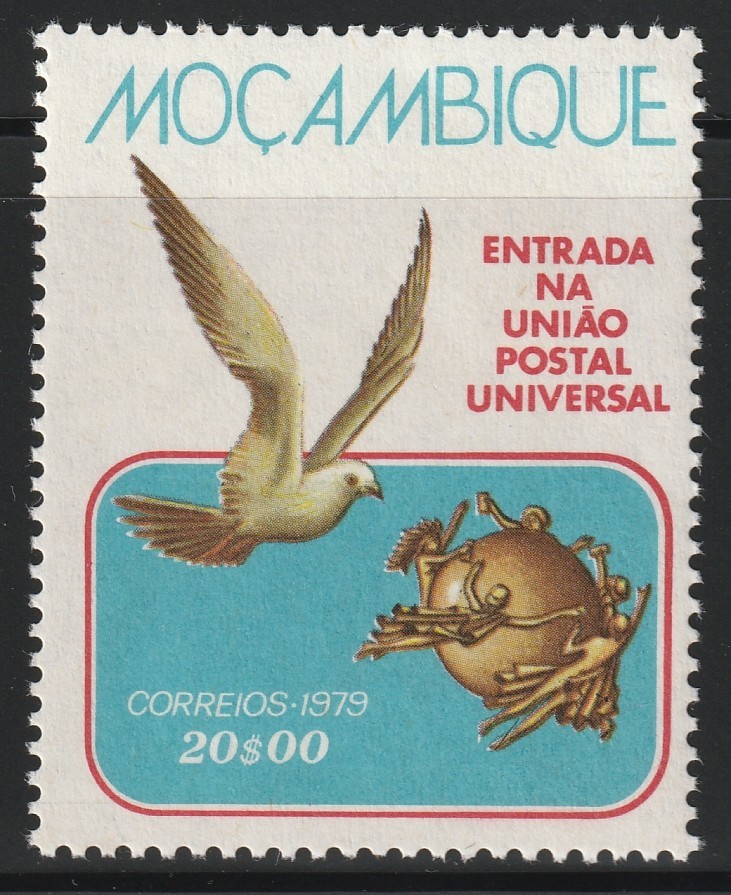 MOÇAMBIQUE
ENTRADA
NA
UNIÃO
POSTAL
UNIVERSAL
CORREIOS·1979
20$00